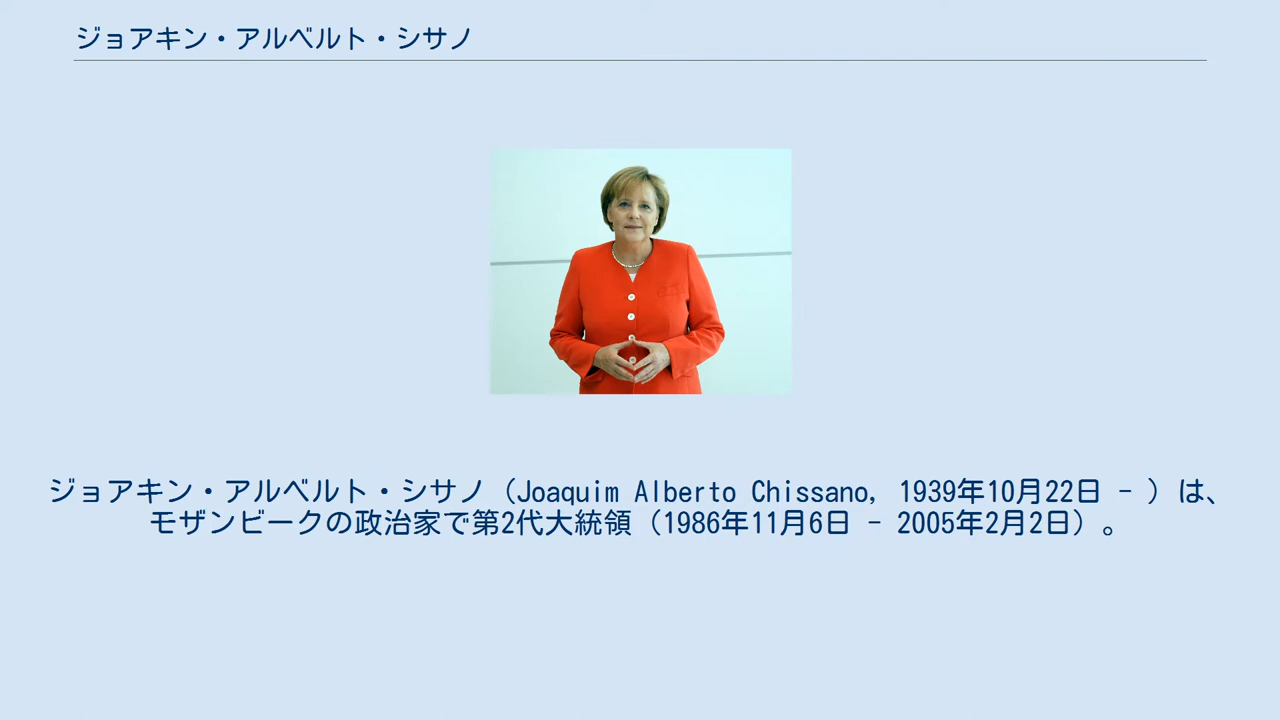 ジョアキン・アルベルト・シサノ
ジョアキン・アルベルト・シサノ（Joaquim Alberto Chissano, 1939年10月22日 - ）は、
モザンビークの政治家で第2代大統領（1986年11月6日 - 2005年2月2日）。